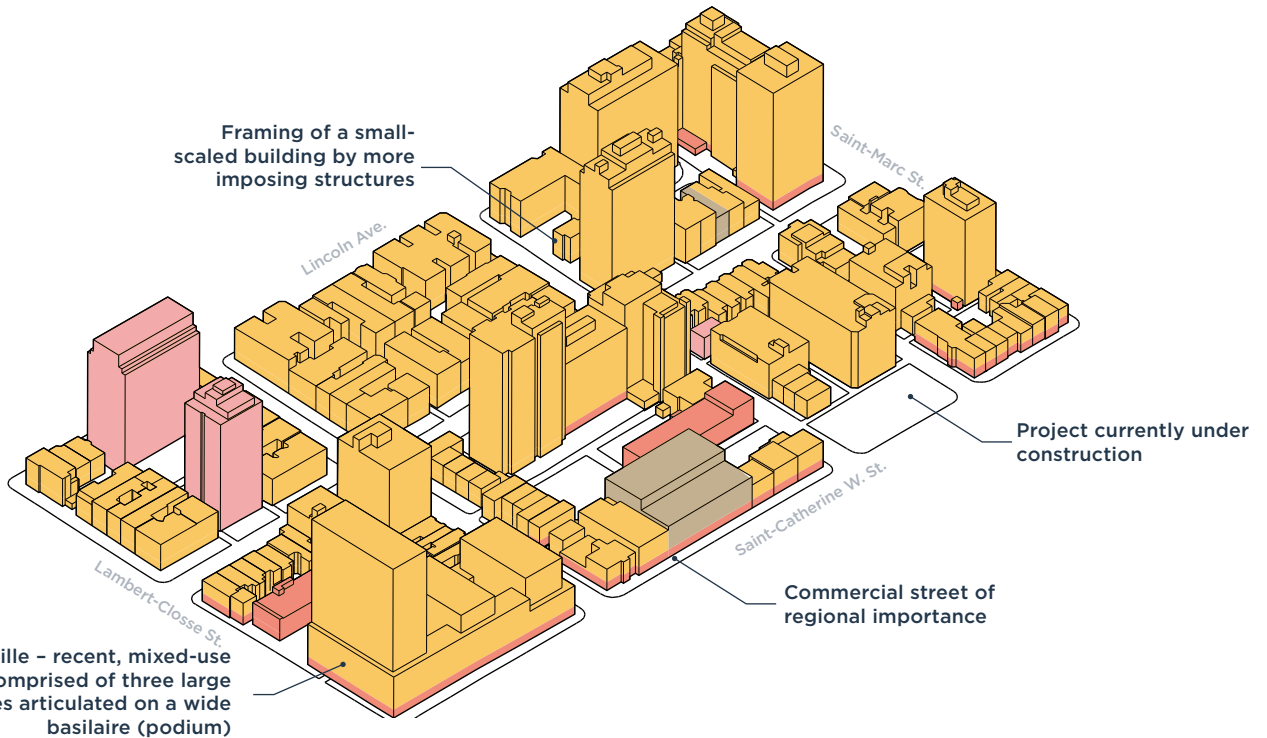 Framing of a small-
scaled building by more
imposing structures
Saint-Marc St.
Lincoln Ave.
Project currently under
construction
Saint-Catherine W. St.
Commercial street of
regional importance
Lambert-Closse St.
– recent, mixed-use
comprised of three large
articulated on a wide
basilaire (podium)